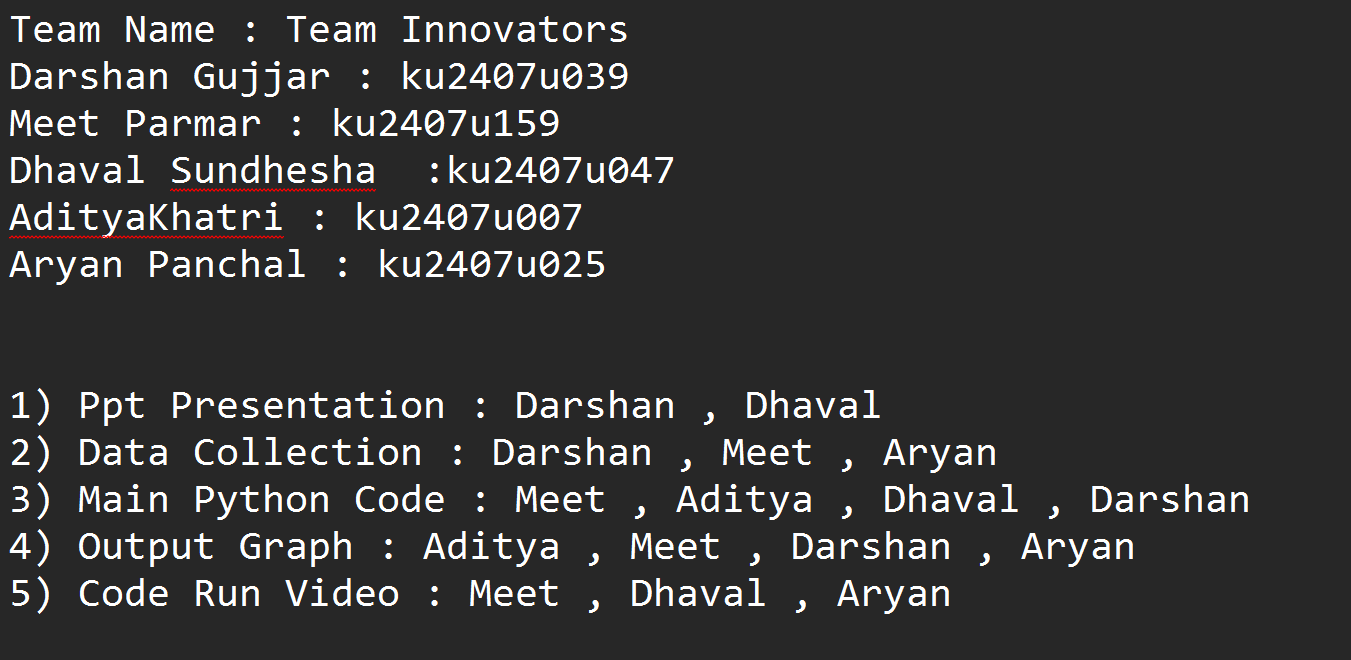 Team Name : Team Innovators
Darshan Gujjar : ku2407u039
Meet Parmar : ku2407u159
Dhaval Sundhesha  :ku2407u047
AdityaKhatri : ku2407u007
Aryan Panchal : ku2407u025
1) Ppt Presentation : Darshan , Dhaval
2) Data Collection : Darshan , Meet , Aryan
3) Main Python Code : Meet , Aditya , Dhaval , Darshan
4) Output Graph : Aditya , Meet , Darshan , Aryan
5) Code Run Video : Meet , Dhaval , Aryan